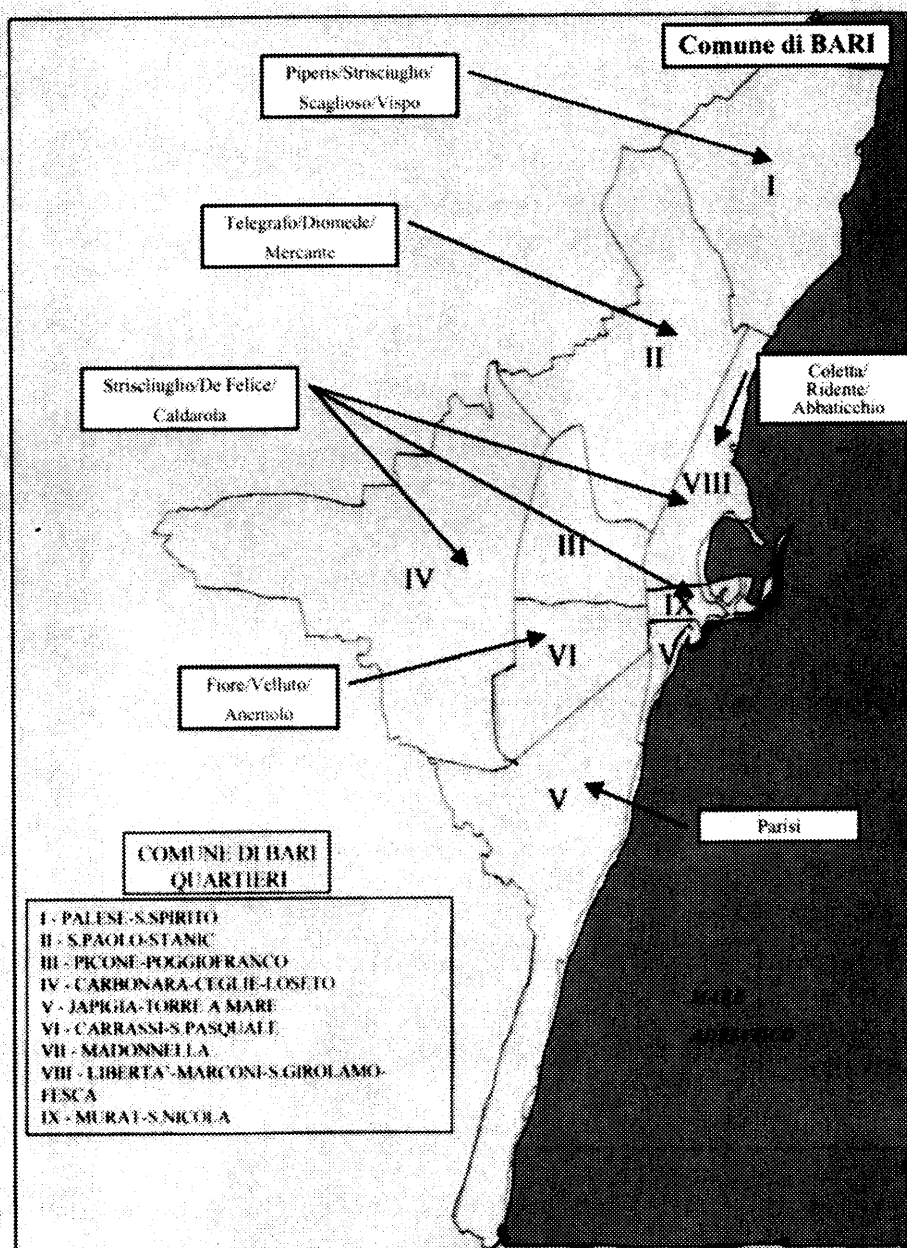 Comune di BARI
Piperis/Strisciuglio/
Scaglioso/Vispo
I
Telegrafo/Diomede/
Mercante
II
Strisciiuglio/De Felice/
Caldarola
Coletta/
Ridente/
Abbaticchio
VIII
III
IV
IX
VI
V
Fiore/Velluto/
Anemolo
V
Parisi
COMUNE DI BARI
QUARTIERI
I - PALESE-S.SPIRITO
II - S.PAOLO-STANIC
III - PICONE-POGGIOFRANCO
IV - CARBONARA-CEGLIE-LOSETO
V - JAPIGIA-TORRE A MARE
VI - CARRASSI-S.PASQUALE
VII - MADONNELLA
VIII - LIBERTA'-MARCONI-S.GIROLAMO-
FESCA
IX - MURAT-S.NICOLA
MARE
ADRIATICO